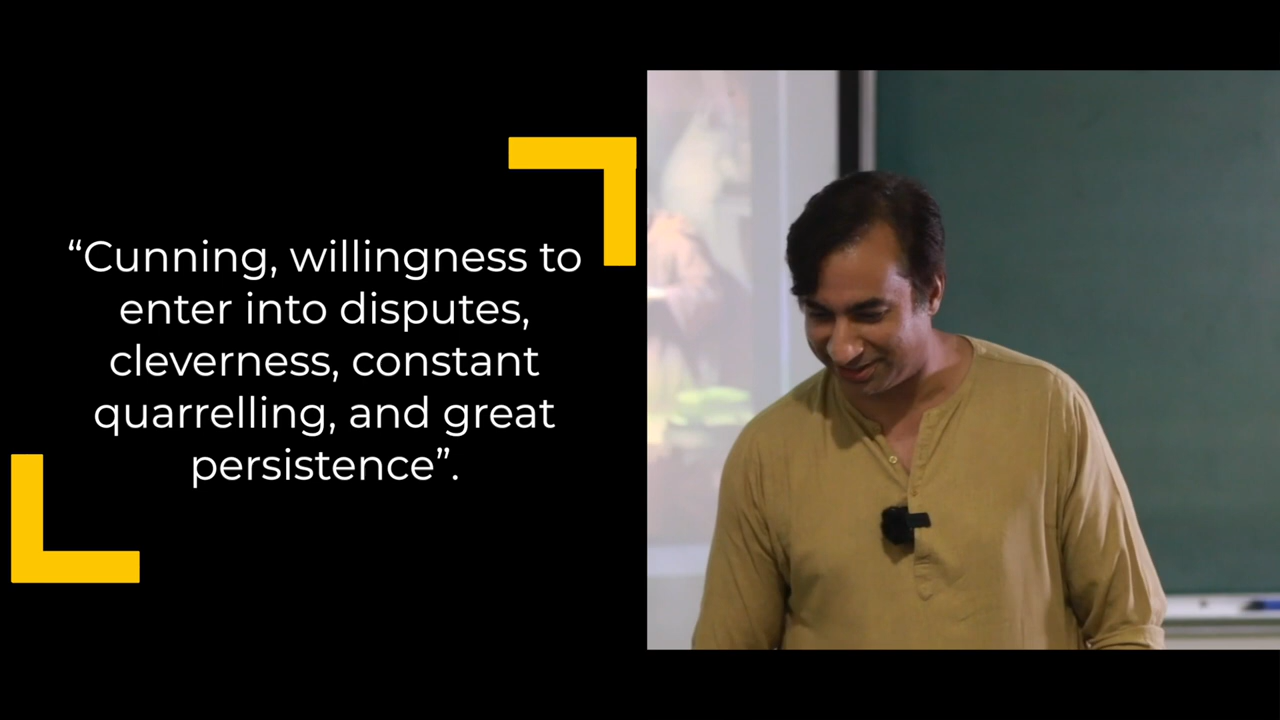 “Cunning, willingness to
enter into disputes,
cleverness, constant
quarrelling, and great
persistence”.